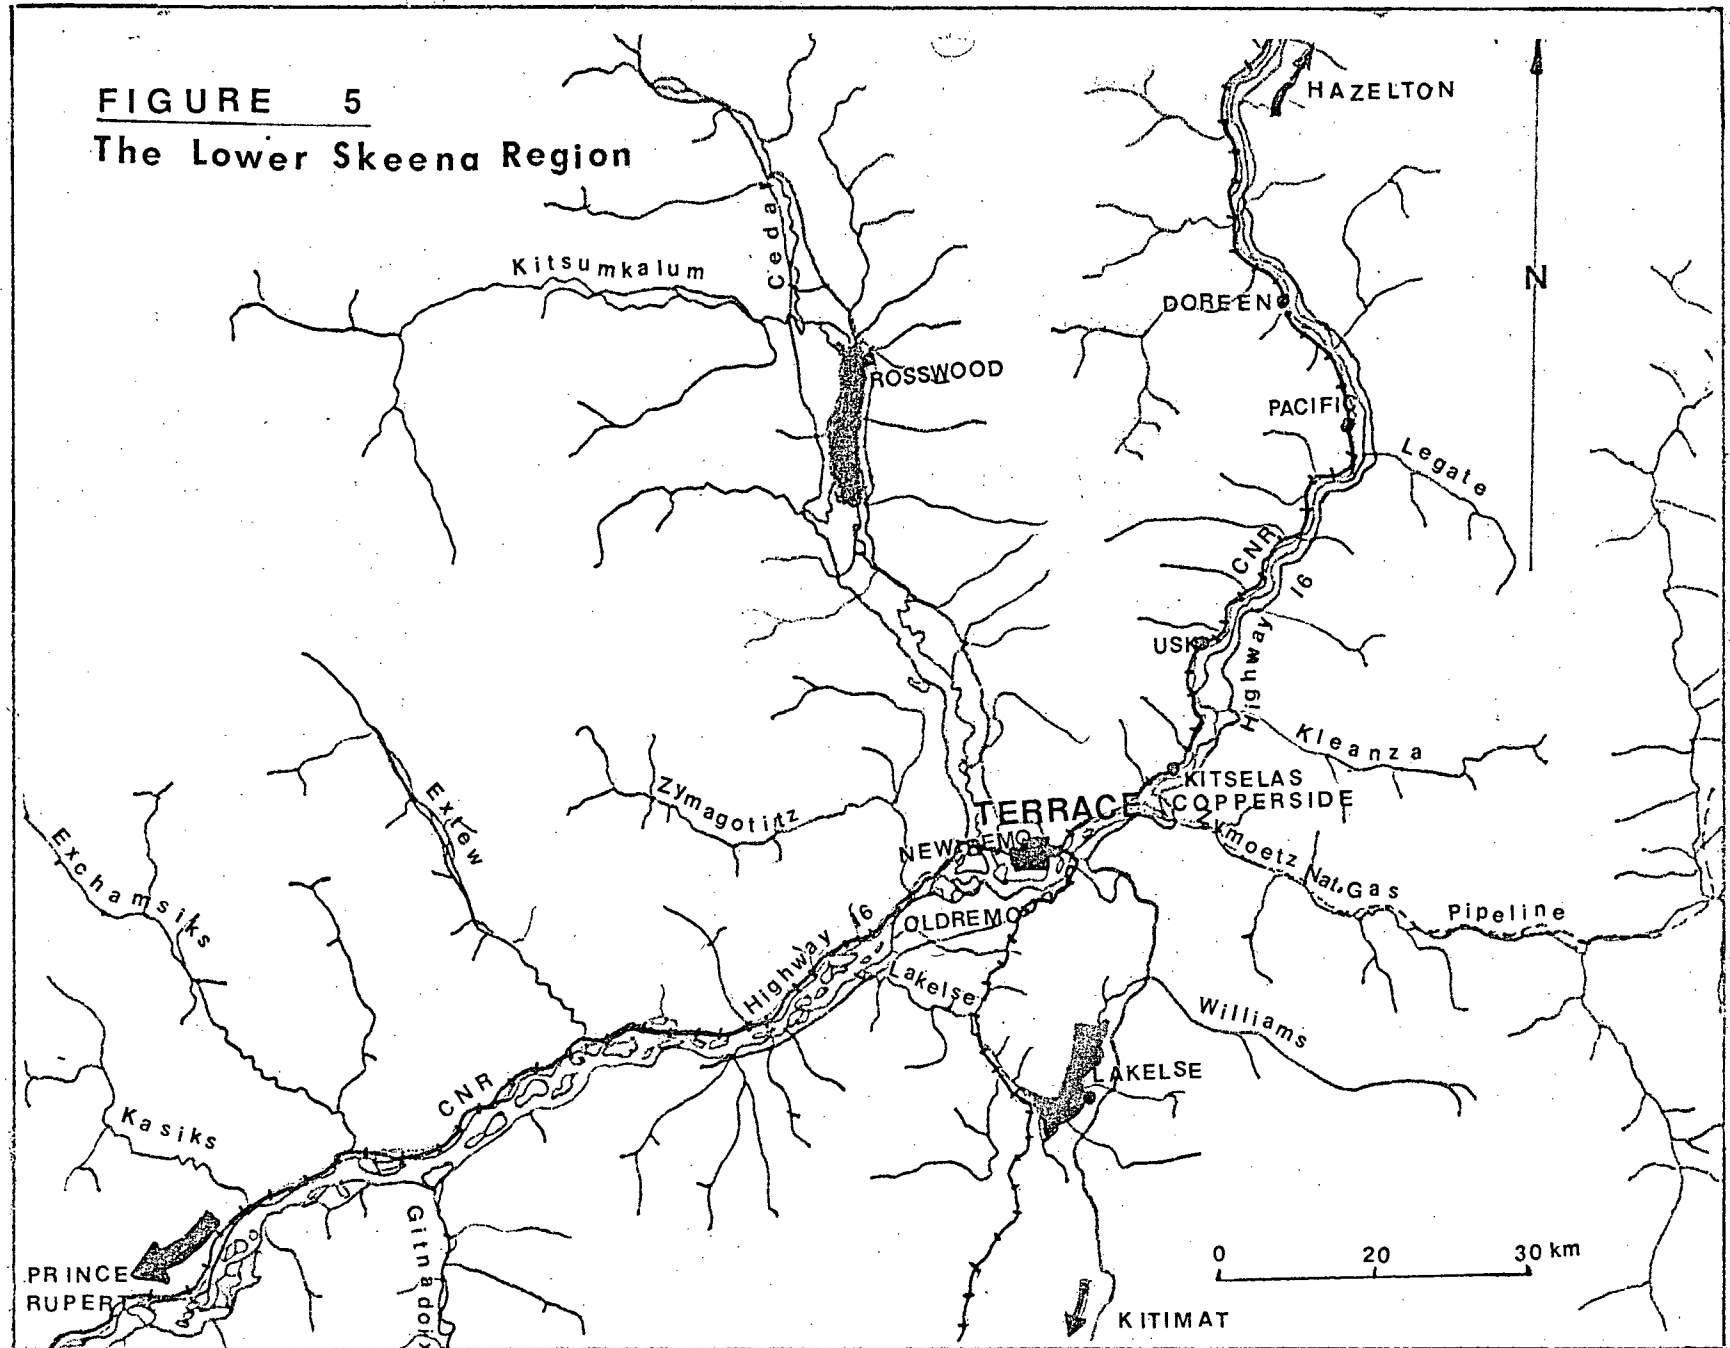 FIGURE 5
The Lower Skeena Region
HAZELTON
N
Cedar
Kitsumkalum
DOREEN
ROSSWOOD
PACIFIC
Legate
CNR
16
Highway
USK
Kleanza
KITSELAS
COPPERSIDE
TERRACE
Zymagotitz
NEW REMO
Zymoetz
Nat. Gas
Pipeline
Extew
Exchamsiks
OLDREMO
Highway 16
Lakelse
Williams
LAKELSE
CNR
Kasiks
PRINCE
RUPERT
0 20 30 km
KITIMAT